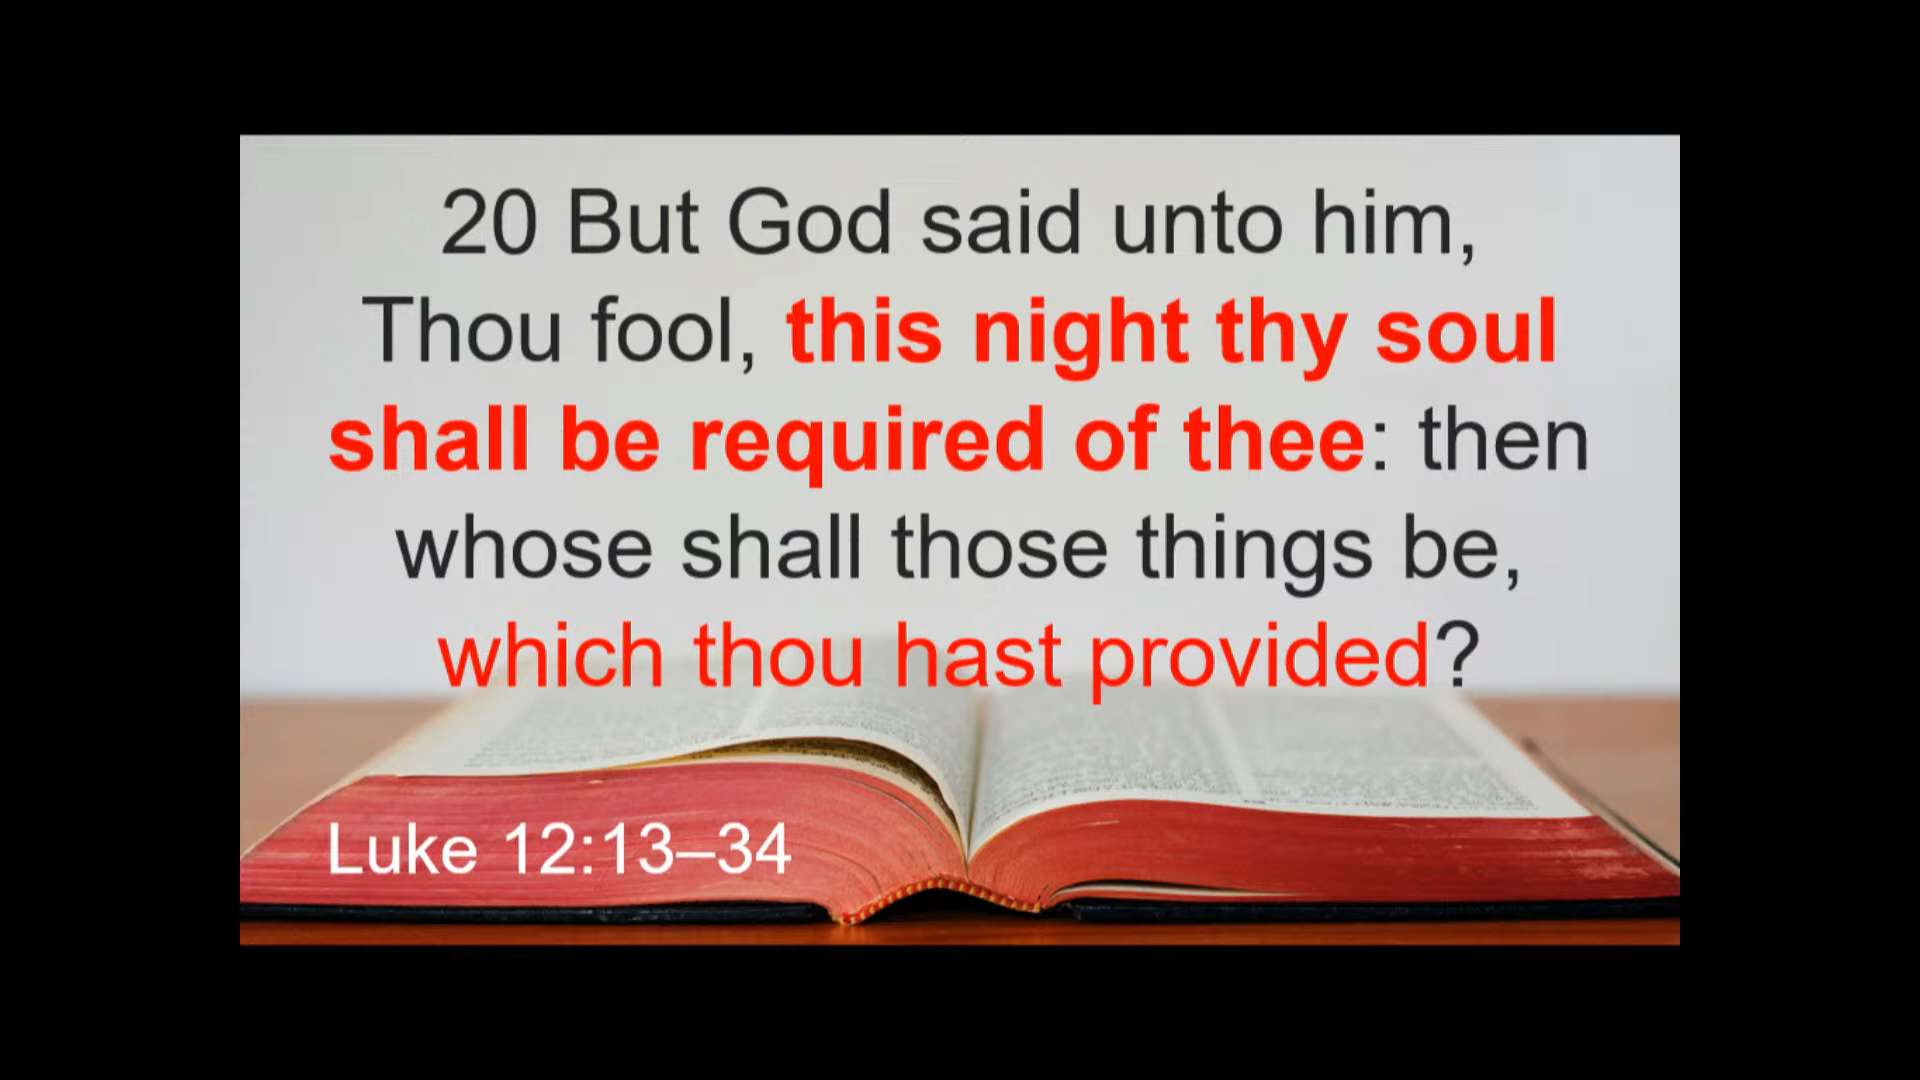 20 But God said unto him,
Thou fool, this night thy soul
shall be required of thee: then
whose shall those things be,
which thou hast provided?
Luke 12:13–34